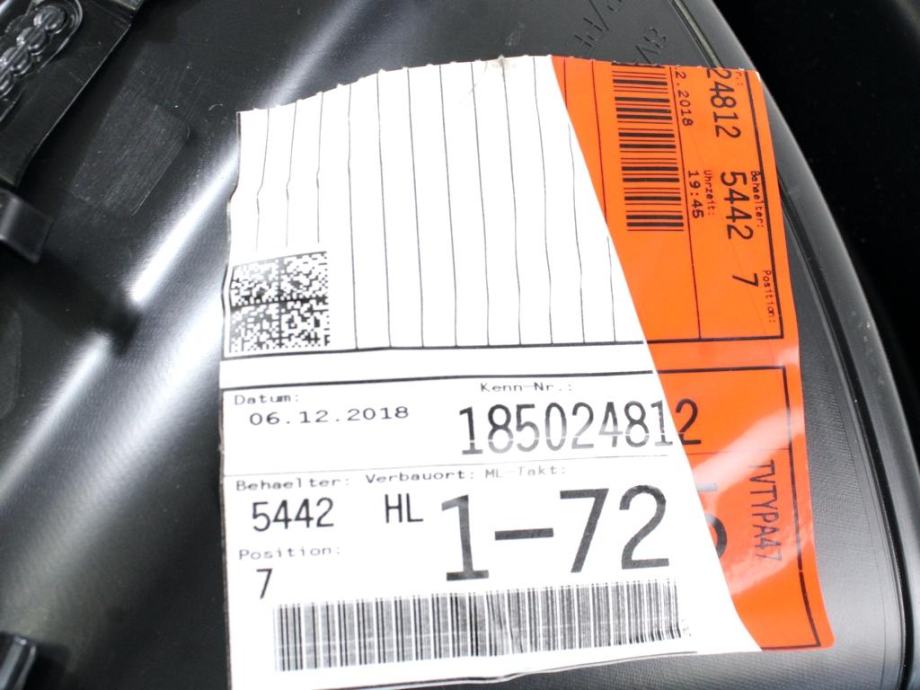 24812 5442 7
Behaelter: Position:
2.2018 Uhrzeit:
19:45
Datum: Kenn-Nr.:
06.12.2018 185024812
Behaelter: Verbauort: ML-Takt:
5442 HL 1-72
Position:
7
TVTYPA47